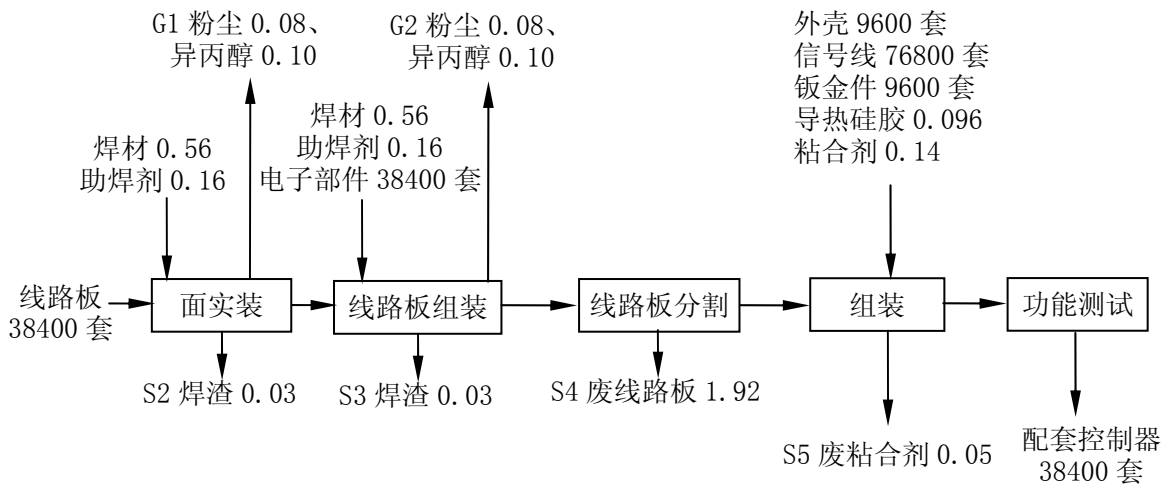 G1 粉尘 0.08、
异丙醇 0.10
G2 粉尘 0.08、
异丙醇 0.10
外壳 9600 套
信号线 76800 套
钣金件 9600 套
导热硅胶 0.096
粘合剂 0.14
焊材 0.56
助焊剂 0.16
焊材 0.56
助焊剂 0.16
电子部件 38400 套
线路板
38400 套
面实装
线路板组装
线路板分割
组装
功能测试
S2 焊渣 0.03
S3 焊渣 0.03
S4 废线路板 1.92
S5 废粘合剂 0.05
配套控制器
38400 套